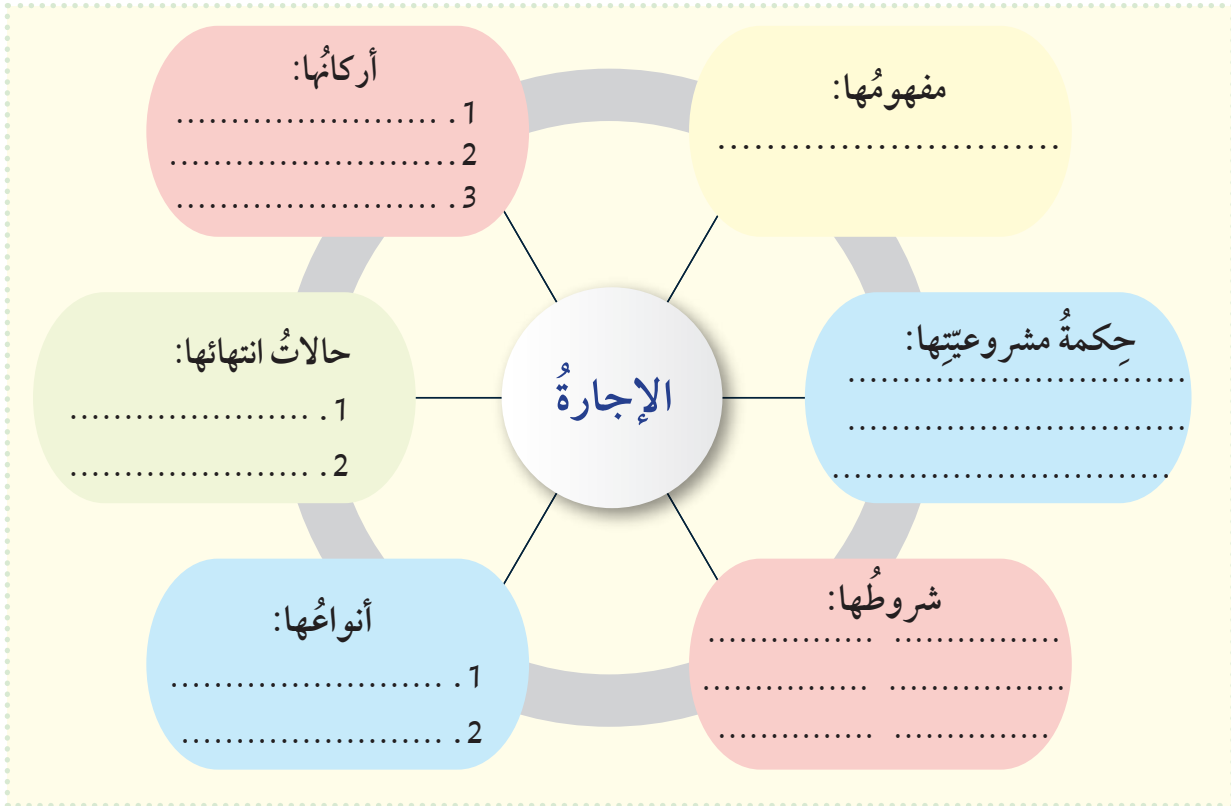 مفهومُها:
............................
حِكمةُ مشروعيّتِها:
............................
............................
............................
شروطُها:
............... ...............
............... ................
.............. ..............
الإجارةُ
أركانُها:
1. ........................
2..........................
3. ........................
حالاتُ انتهائها:
1. ......................
2. ......................
أنواعُها:
1. .........................
2. ........................